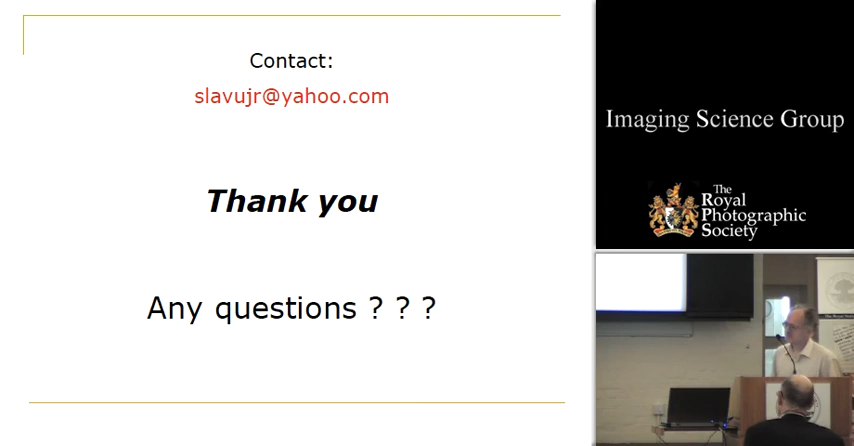 Contact:
slavujr@yahoo.com
Thank you
Any questions ? ? ?
Imaging Science Group
The
Royal
Photographic
Society